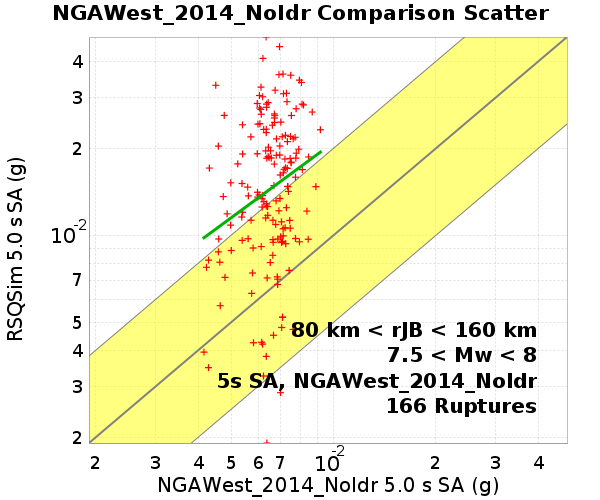 NGAWest_2014_NoIdr Comparison Scatter
RSQSim 5.0 s SA (g)
4
3
2
10-2
7
6
5
4
3
2
80 km < rJB < 160 km
7.5 < Mw < 8
5s SA, NGAWest_2014_NoIdr
166 Ruptures
2 3 4 5 6 7 10-2 2 3 4
NGAWest_2014_NoIdr 5.0 s SA (g)